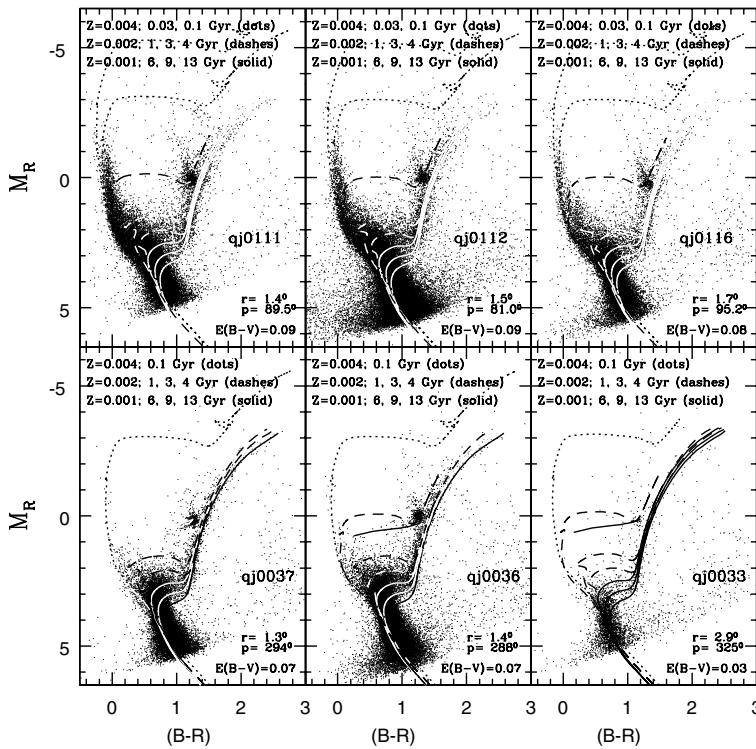 Z=0.004; 0.03, 0.1 Gyr (dots)
Z=0.002; 1, 3, 4 Gyr (dashes)
Z=0.001; 6, 9, 13 Gyr (solid)
qj0111
r= 1.4°
p= 89.5°
E(B-V)=0.09
Z=0.004; 0.03, 0.1 Gyr (dots)
Z=0.002; 1, 3, 4 Gyr (dashes)
Z=0.001; 6, 9, 13 Gyr (solid)
qj0112
r= 1.5°
p= 81.0°
E(B-V)=0.09
Z=0.004; 0.03, 0.1 Gyr (dots)
Z=0.002; 1, 3, 4 Gyr (dashes)
Z=0.001; 6, 9, 13 Gyr (solid)
qj0116
r= 1.7°
p= 95.2°
E(B-V)=0.08
-5
0
5
M_R
Z=0.004; 0.1 Gyr (dots)
Z=0.002; 1, 3, 4 Gyr (dashes)
Z=0.001; 6, 9, 13 Gyr (solid)
qj0037
r= 1.3°
p= 294°
E(B-V)=0.07
Z=0.004; 0.1 Gyr (dots)
Z=0.002; 1, 3, 4 Gyr (dashes)
Z=0.001; 6, 9, 13 Gyr (solid)
qj0036
r= 1.4°
p= 288°
E(B-V)=0.07
Z=0.004; 0.1 Gyr (dots)
Z=0.002; 1, 3, 4 Gyr (dashes)
Z=0.001; 6, 9, 13 Gyr (solid)
qj0033
r= 2.9°
p= 325°
E(B-V)=0.03
-5
0
5
M_R
0 1 2 0 1 2 0 1 2 3
(B-R) (B-R) (B-R)